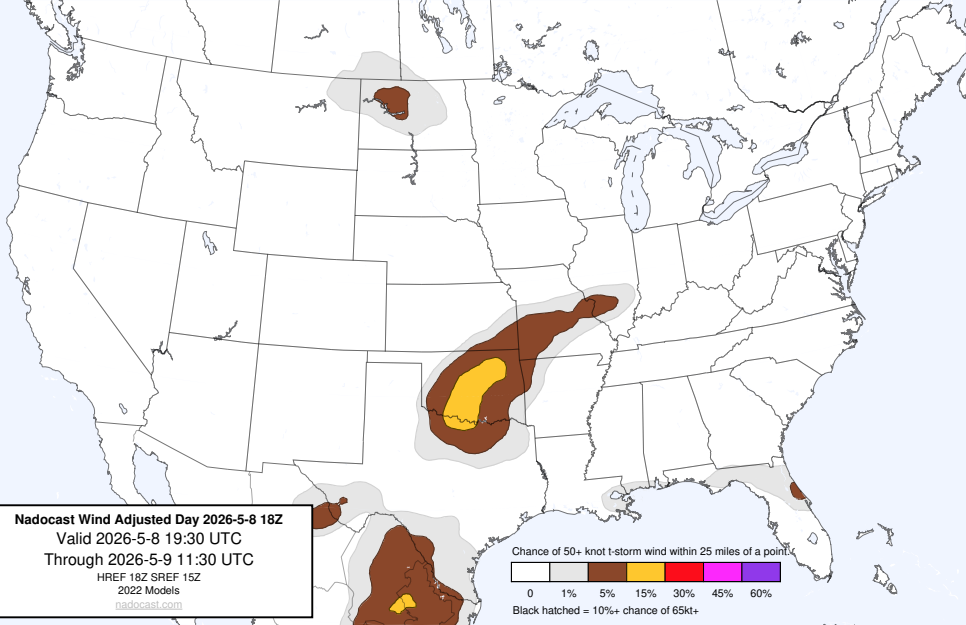 Nadocast Wind Adjusted Day 2026-5-8 18Z
Valid 2026-5-8 19:30 UTC
Through 2026-5-9 11:30 UTC
HREF 18Z SREF 15Z
2022 Models
nadocast.com
Chance of 50+ knot t-storm wind within 25 miles of a point.
0 1% 5% 15% 30% 45% 60%
Black hatched = 10%+ chance of 65kt+